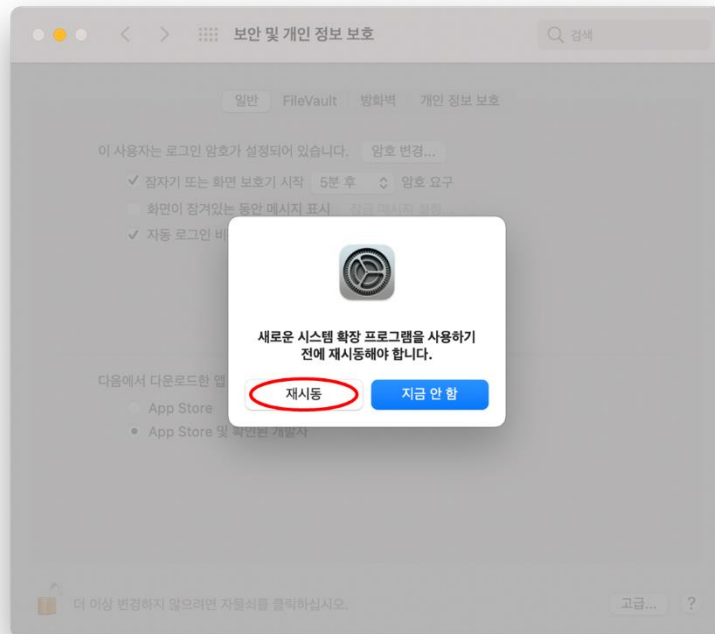 보안 및 개인 정보 보호
검색
일반 FileVault 방화벽 개인 정보 보호
이 사용자는 로그인 암호가 설정되어 있습니다. 암호 변경...
잠자기 또는 화면 보호기 시작 5분 후 암호 요구
화면이 잠겨있는 동안 메시지 표시 잠금 메시지 설정...
자동 로그인 비
새로운 시스템 확장 프로그램을 사용하기
전에 재시동해야 합니다.
재시동 지금 안 함
다음에서 다운로드한 앱
App Store
App Store 및 확인된 개발자
더 이상 변경하지 않으려면 자물쇠를 클릭하십시오.
고급... ?